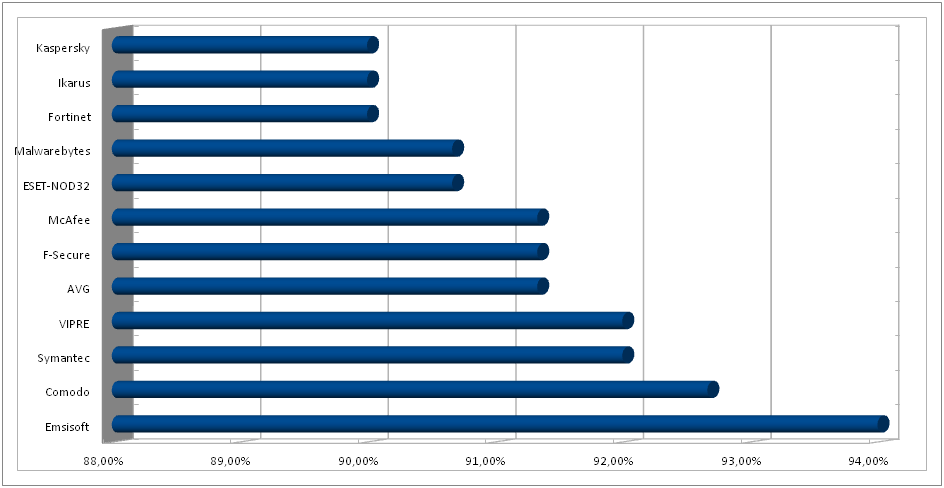 Kaspersky
Ikarus
Fortinet
Malwarebytes
ESET-NOD32
McAfee
F-Secure
AVG
VIPRE
Symantec
Comodo
Emsisoft
88,00% 89,00% 90,00% 91,00% 92,00% 93,00% 94,00%